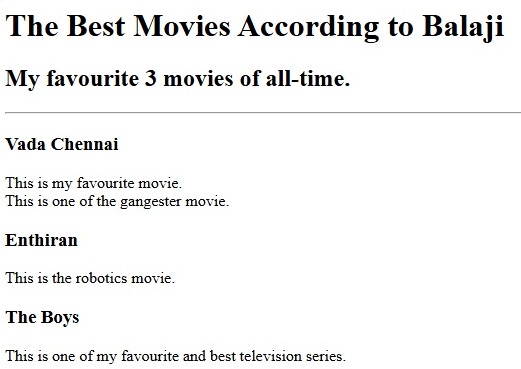 The Best Movies According to Balaji
My favourite 3 movies of all-time.
Vada Chennai
This is my favourite movie.
This is one of the gangester movie.
Enthiran
This is the robotics movie.
The Boys
This is one of my favourite and best television series.